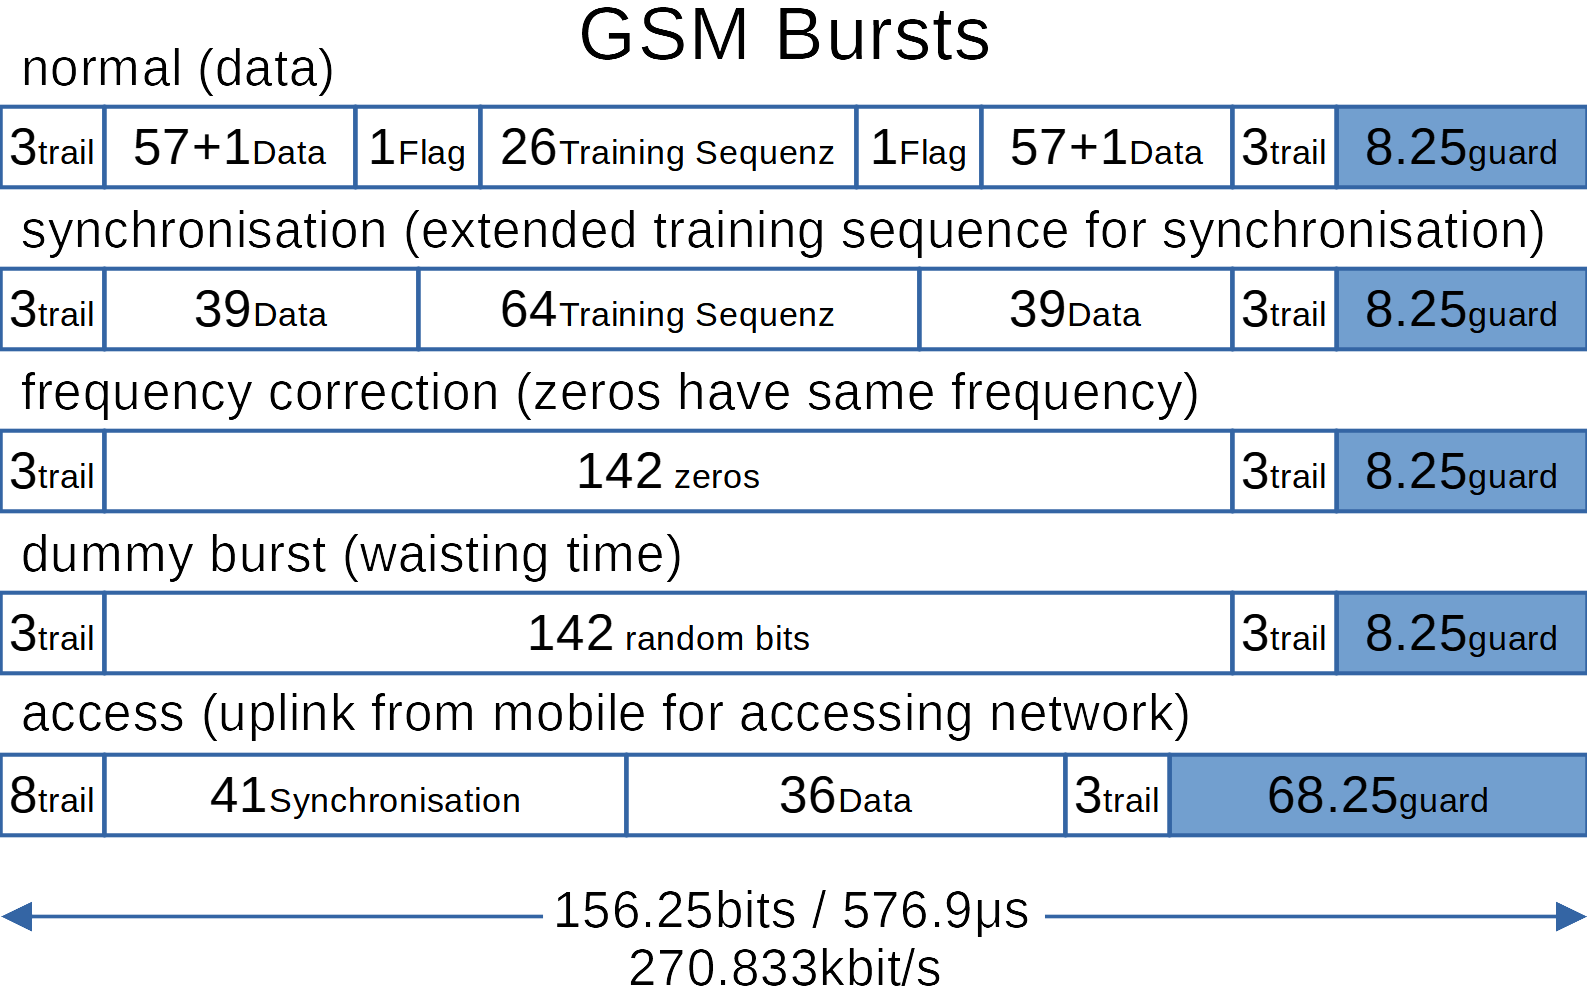 GSM Bursts
normal (data)
3trail 57+1Data 1Flag 26Training Sequenz 1Flag 57+1Data 3trail 8.25guard
synchronisation (extended training sequence for synchronisation)
3trail 39Data 64Training Sequenz 39Data 3trail 8.25guard
frequency correction (zeros have same frequency)
3trail 142 zeros 3trail 8.25guard
dummy burst (waisting time)
3trail 142 random bits 3trail 8.25guard
access (uplink from mobile for accessing network)
8trail 41Synchronisation 36Data 3trail 68.25guard
156.25bits / 576.9µs
270.833kbit/s